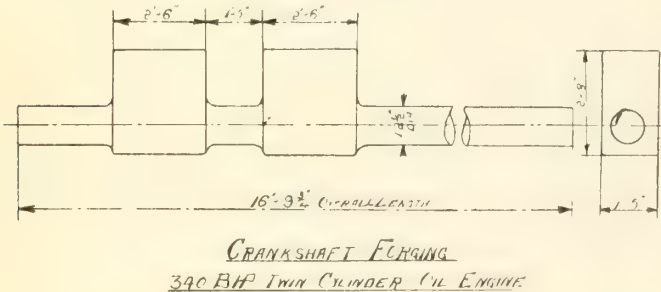 2'-6" 1'-5" 2'-6"
2'-8"
16'-9¾" OVERALL LENGTH
1'-5"
CRANKSHAFT FORGING
340 BHP TWIN CYLINDER OIL ENGINE